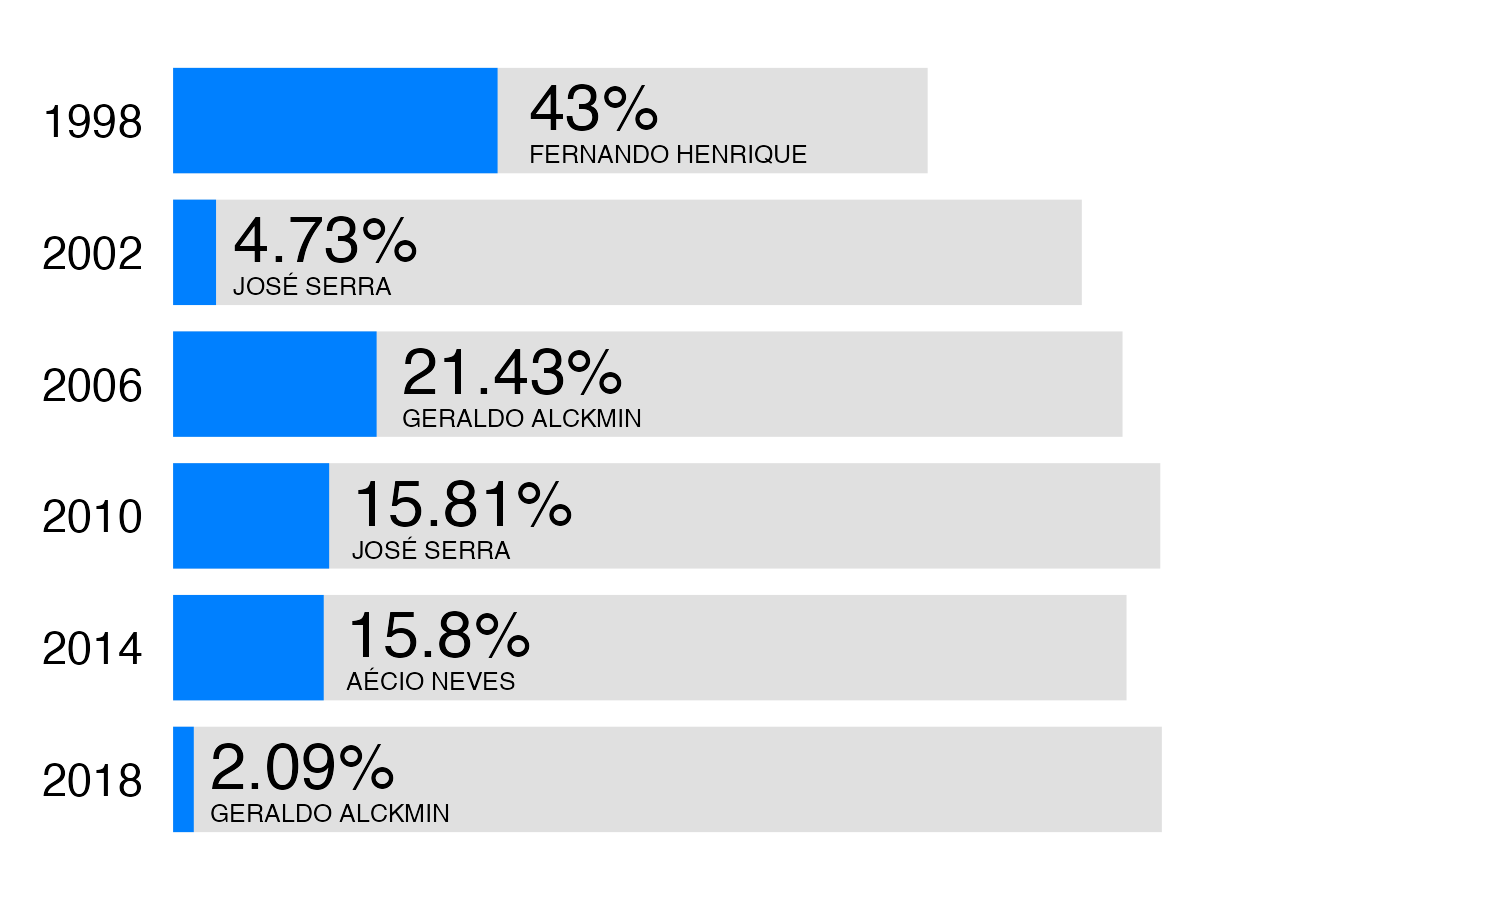 1998
43%
FERNANDO HENRIQUE
2002
4.73%
JOSÉ SERRA
2006
21.43%
GERALDO ALCKMIN
2010
15.81%
JOSÉ SERRA
2014
15.8%
AÉCIO NEVES
2018
2.09%
GERALDO ALCKMIN